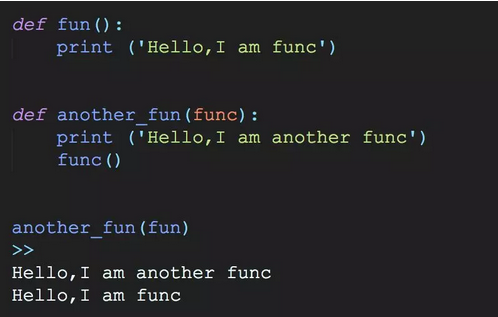 def fun():
    print ('Hello,I am func')
def another_fun(func):
    print ('Hello,I am another func')
    func()
another_fun(fun)
>>
Hello,I am another func
Hello,I am func